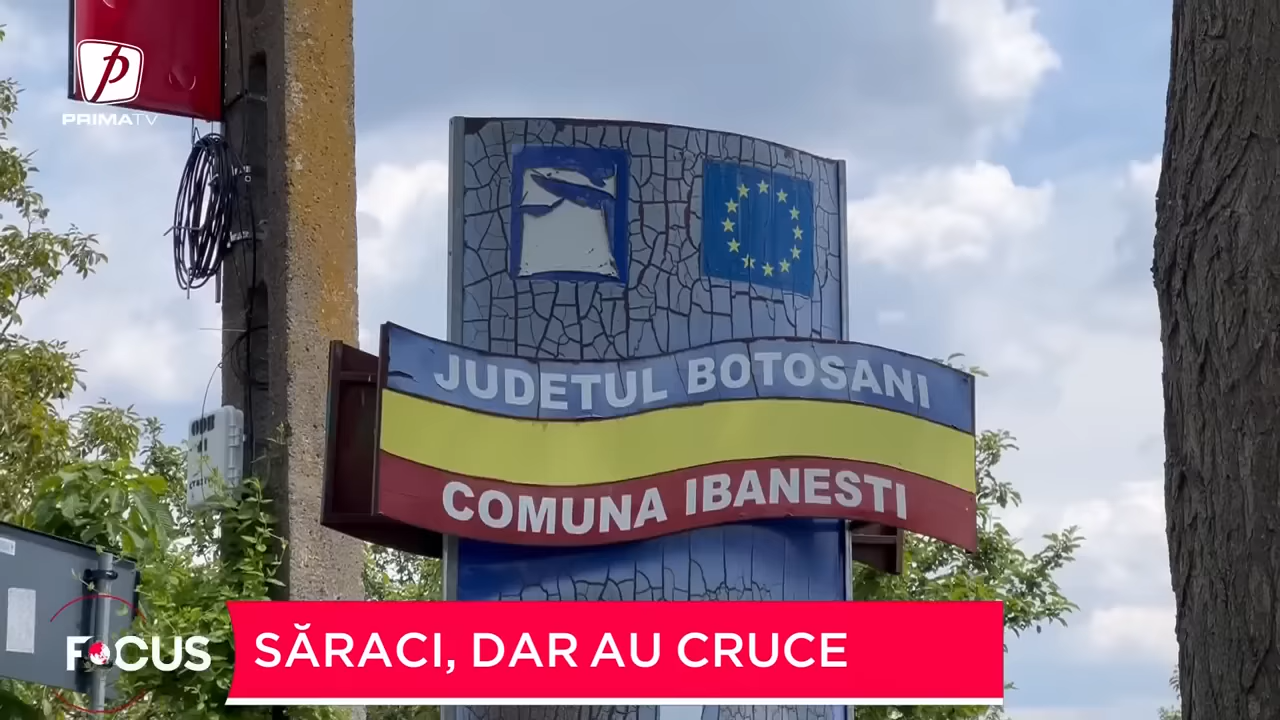 PRIMATV
JUDETUL BOTOSANI
COMUNA IBANESTI
FOCUS
SĂRACI, DAR AU CRUCE